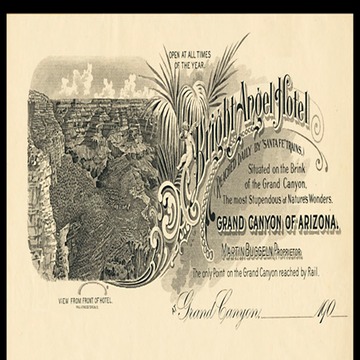 OPEN AT ALL TIMES
OF THE YEAR.
Bright Angel Hotel
(REACHED DAILY BY SANTA FE TRAINS.)
Situated on the Brink
of the Grand Canyon,
The most Stupendous of Natures Wonders.
GRAND CANYON OF ARIZONA.
MARTIN BUGGELN, PROPRIETOR.
The only Point on the Grand Canyon reached by Rail.
VIEW FROM FRONT OF HOTEL.
Grand Canyon, 190